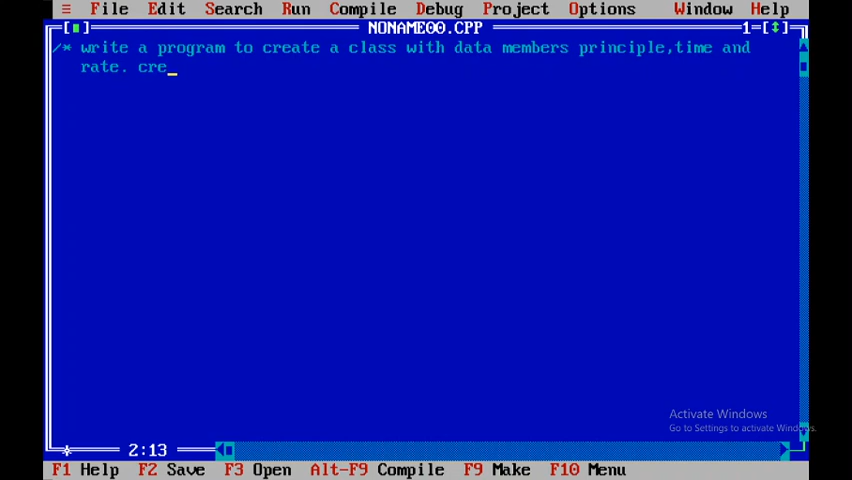 ≡ File Edit Search Run Compile Debug Project Options Window Help
[■] NONAME00.CPP 1=[↕]
/* write a program to create a class with data members principle,time and
rate. cre_
Activate Windows
Go to Settings to activate Windows.
* 2:13
F1 Help F2 Save F3 Open Alt-F9 Compile F9 Make F10 Menu